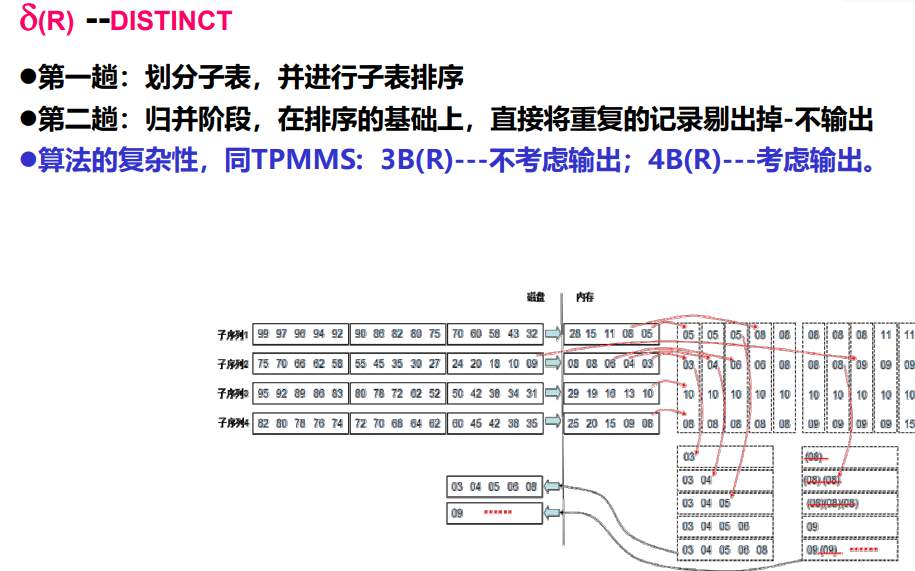 δ(R) --DISTINCT
●第一趟：划分子表，并进行子表排序
●第二趟：归并阶段，在排序的基础上，直接将重复的记录剔出掉-不输出
●算法的复杂性，同TPMMS: 3B(R)---不考虑输出；4B(R)---考虑输出。
磁盘 内存
子序列1 99 97 96 94 92 90 86 82 80 75 70 60 58 43 32 28 15 11 08 05 05 05 05 08 08 08 08 08 11 11
子序列2 75 70 66 62 58 55 45 35 30 27 24 20 18 10 09 08 08 06 04 03 03 04 06 08 08 08 08 09 09 09
子序列3 95 92 89 86 83 80 78 72 62 52 50 42 38 34 31 29 19 16 13 10 10 10 10 10 10 10 10 10 10 10
子序列4 82 80 78 76 74 72 70 68 64 62 60 45 42 38 35 25 20 15 09 08 08 08 08 08 08 09 09 09 09 15
03 (08)
03 04 (08) (08)
03 04 05 (08)(08)(08)
03 04 05 06 09
03 04 05 06 08 09 (09) ······
03 04 05 06 08
09 ······